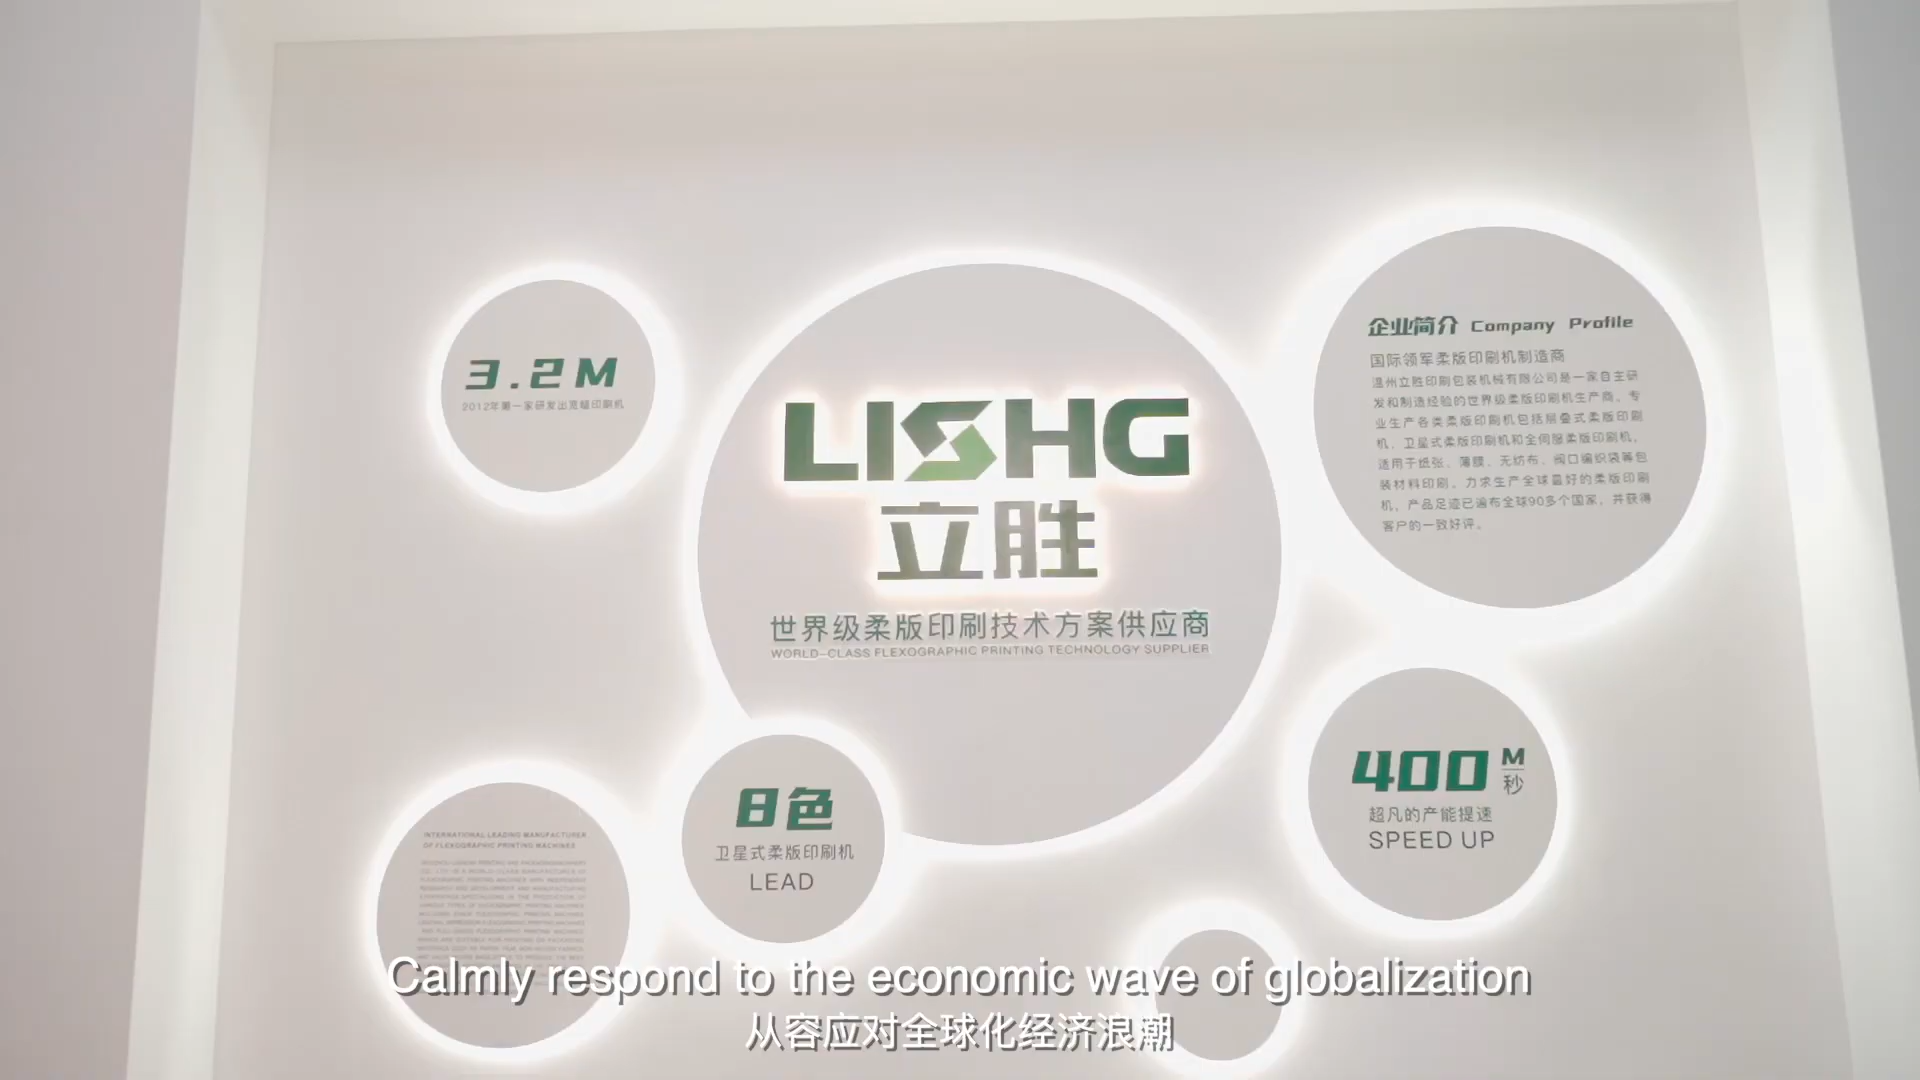 3.2M
2012年第一家研发出宽幅印刷机
LISHG
立胜
世界级柔版印刷技术方案供应商
WORLD-CLASS FLEXOGRAPHIC PRINTING TECHNOLOGY SUPPLIER
企业简介 Company Profile
国际领军柔版印刷机制造商
温州立胜印刷包装机械有限公司是一家自主研
发和制造经验的世界级柔版印刷机生产商。专
业生产各类柔版印刷机包括层叠式柔版印刷
机、卫星式柔版印刷机和全伺服柔版印刷机，
适用于纸张、薄膜、无纺布、阀口编织袋等包
装材料印刷。力求生产全球最好的柔版印刷
机，产品足迹已遍布全球90多个国家，并获得
客户的一致好评。
8色
卫星式柔版印刷机
LEAD
400 M
秒
超凡的产能提速
SPEED UP
INTERNATIONAL LEADING MANUFACTURER
OF FLEXOGRAPHIC PRINTING MACHINES
Calmly respond to the economic wave of globalization
从容应对全球化经济浪潮